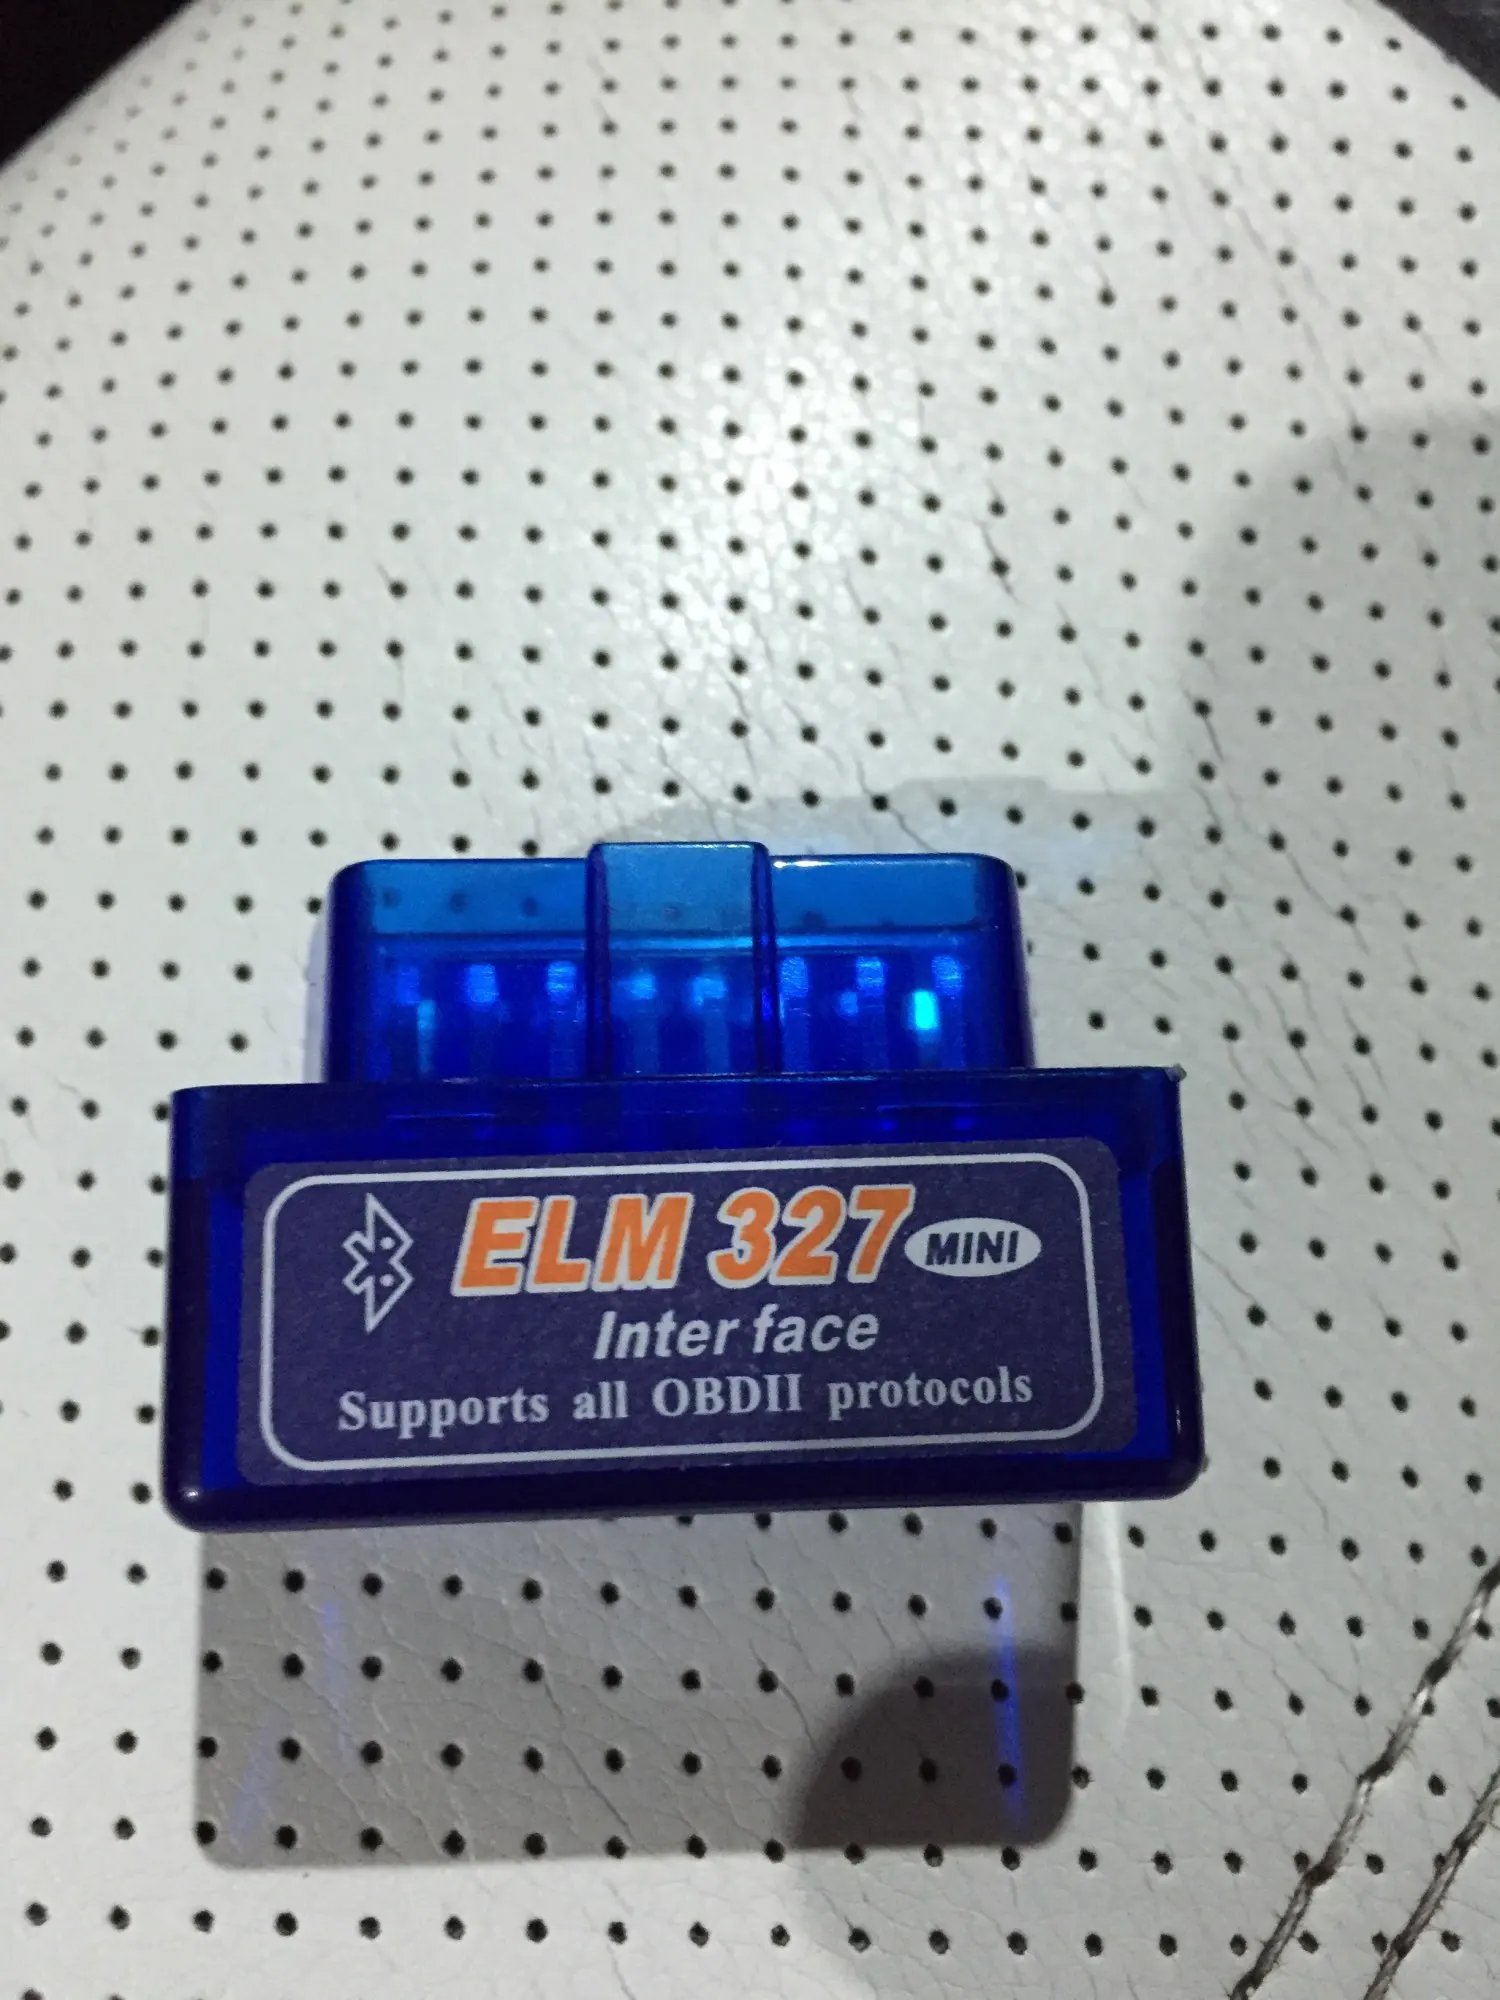 ELM 327 MINI
Inter face
Supports all OBDII protocols